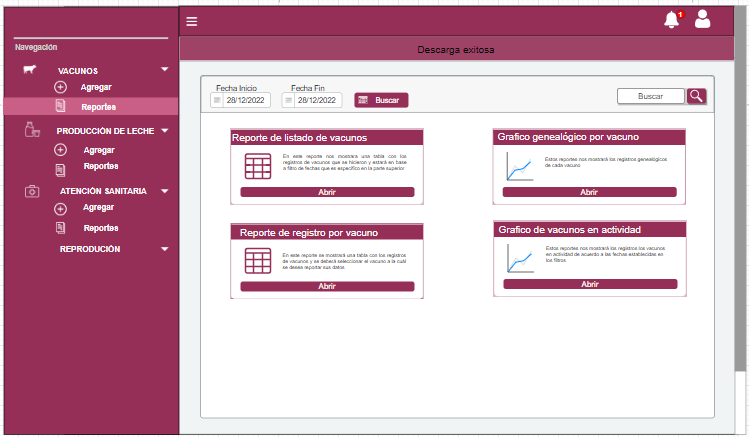 1
Descarga exitosa
Navegación
VACUNOS
Agregar
Reportes
PRODUCCIÓN DE LECHE
Agregar
Reportes
ATENCIÓN SANITARIA
Agregar
Reportes
REPRODUCIÓN
Fecha Inicio
28/12/2022
Fecha Fin
28/12/2022
Buscar
Buscar
Reporte de listado de vacunos
En este reporte nos mostrara una tabla con los
registros de vacunos que se hicieron y estará en base
a filtro de fechas que es especifico en la parte superior
Abrir
Grafico genealógico por vacuno
Estos reportes nos mostrará los registros genealógicos
de cada vacuno
Abrir
Reporte de registro por vacuno
En este reporte se mostrará una tabla con los registros
de vacunos y se deberá seleccionar el vacuno a la cuál
se desea reportar sus datos
Abrir
Grafico de vacunos en actividad
Estos reportes nos mostrará los registros los vacunos
en actividad de acuerdo a las fechas establecidas en
los filtros
Abrir